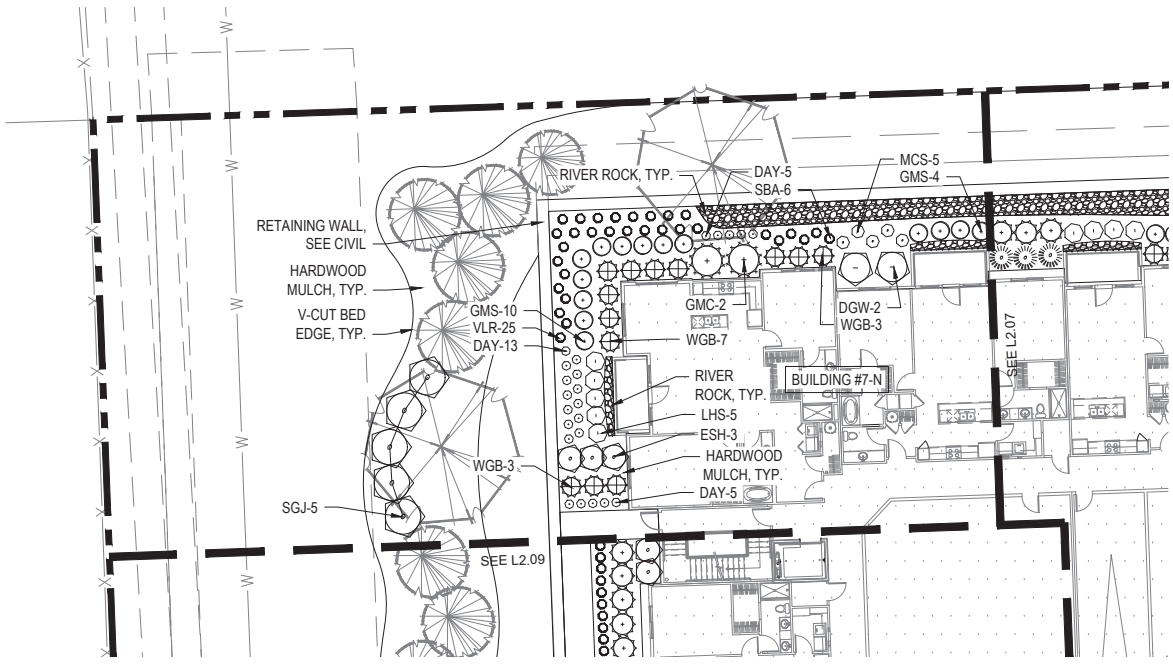 W
X
RIVER ROCK, TYP.
DAY-5
SBA-6
MCS-5
GMS-4
W
X
RETAINING WALL,
SEE CIVIL
HARDWOOD
MULCH, TYP.
V-CUT BED
EDGE, TYP.
GMS-10
VLR-25
DAY-13
GMC-2
WGB-7
DGW-2
WGB-3
SEE L2.07
W
RIVER
ROCK, TYP.
BUILDING #7-N
LHS-5
ESH-3
HARDWOOD
MULCH, TYP.
DAY-5
WGB-3
W
SGJ-5
SEE L2.09
X
W
X